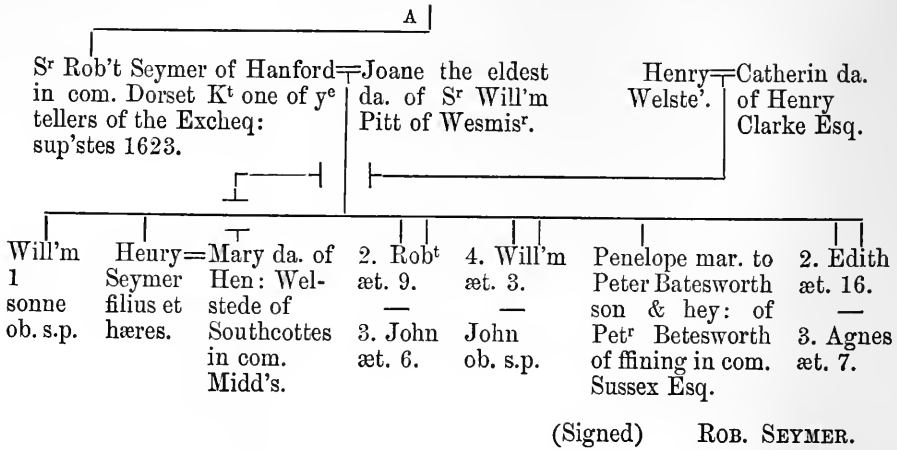 A
Sʳ Rob't Seymer of Hanford
in com. Dorset Kᵗ one of yᵉ
tellers of the Excheq:
sup'stes 1623.
Joane the eldest
da. of Sʳ Will'm
Pitt of Wesmisʳ.
Henry
Welste'.
Catherin da.
of Henry
Clarke Esq.
Will'm
1
sonne
ob. s.p.
Henry
Seymer
filius et
hæres.
Mary da. of
Hen: Wel-
stede of
Southcottes
in com.
Midd's.
2. Robᵗ
æt. 9.
—
3. John
æt. 6.
4. Will'm
æt. 3.
—
John
ob. s.p.
Penelope mar. to
Peter Batesworth
son & hey: of
Petʳ Betesworth
of ffining in com.
Sussex Esq.
2. Edith
æt. 16.
—
3. Agnes
æt. 7.
(Signed) ROB. SEYMER.